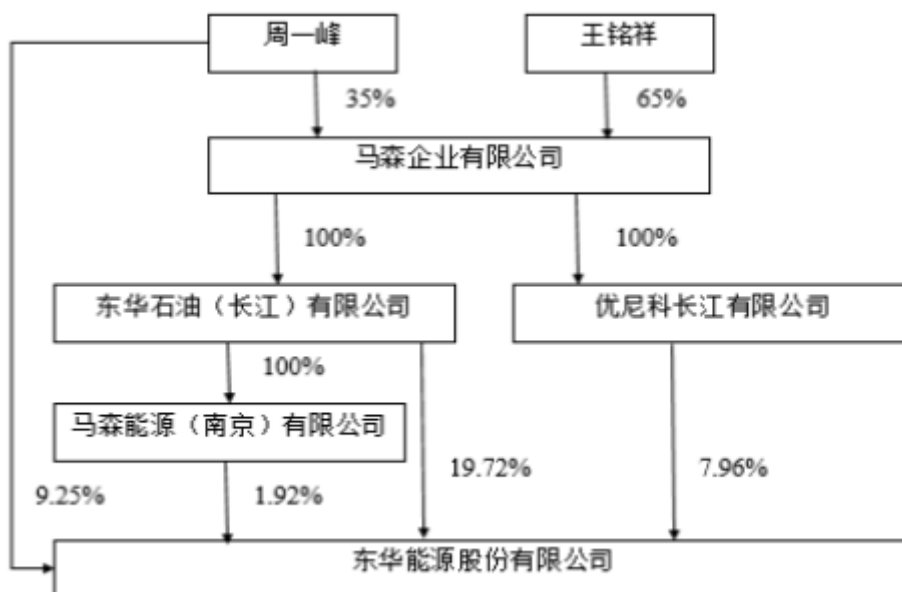 周一峰
王铭祥
35%
65%
马森企业有限公司
100%
100%
东华石油（长江）有限公司
优尼科长江有限公司
100%
马森能源（南京）有限公司
9.25%
1.92%
19.72%
7.96%
东华能源股份有限公司